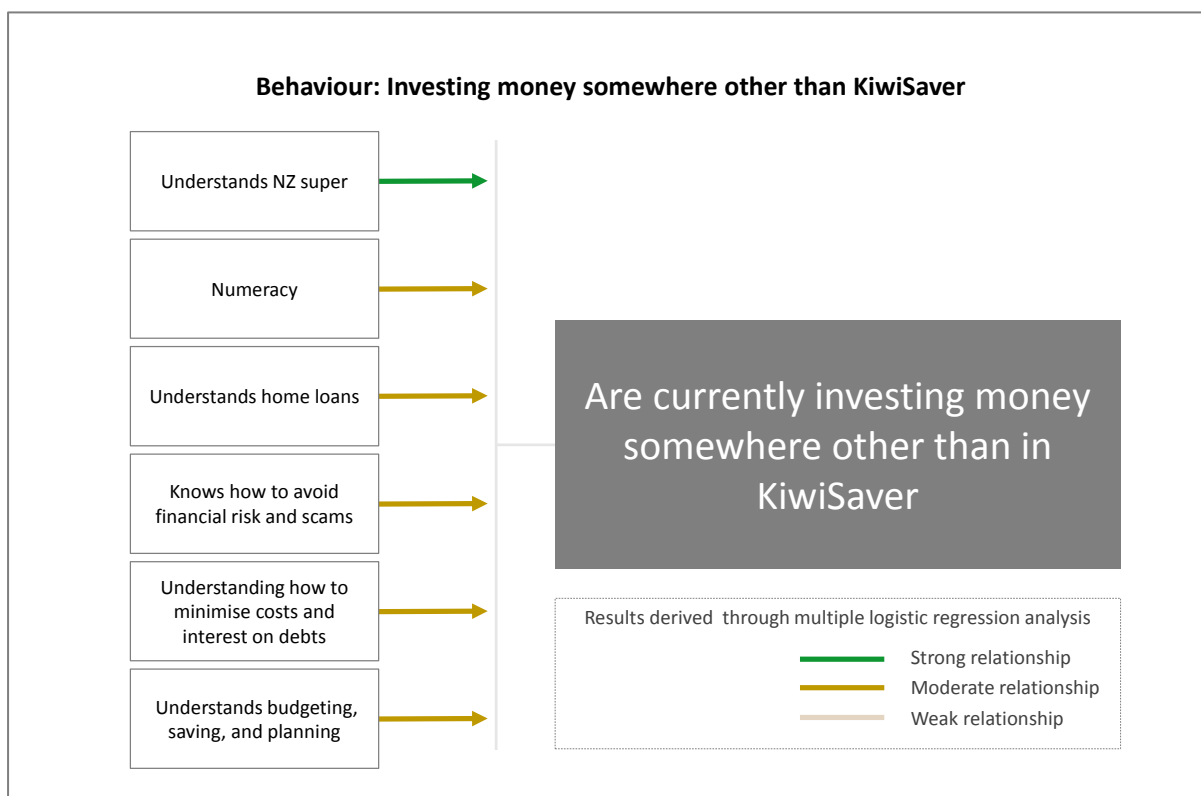 Behaviour: Investing money somewhere other than KiwiSaver
Understands NZ super
Numeracy
Understands home loans
Knows how to avoid
financial risk and scams
Understanding how to
minimise costs and
interest on debts
Understands budgeting,
saving, and planning
Are currently investing money
somewhere other than in
KiwiSaver
Results derived through multiple logistic regression analysis
Strong relationship
Moderate relationship
Weak relationship